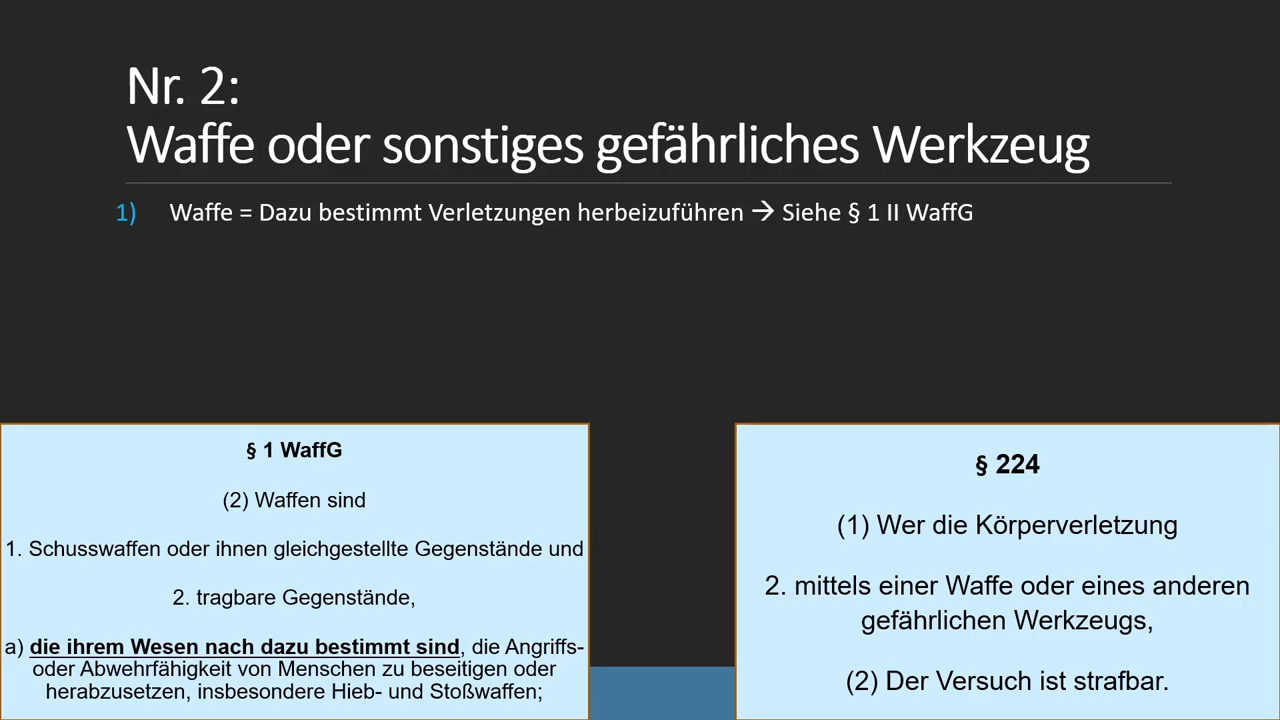 Nr. 2:
Waffe oder sonstiges gefährliches Werkzeug
1) Waffe = Dazu bestimmt Verletzungen herbeizuführen → Siehe § 1 II WaffG
§ 1 WaffG
(2) Waffen sind
1. Schusswaffen oder ihnen gleichgestellte Gegenstände und
2. tragbare Gegenstände,
a) die ihrem Wesen nach dazu bestimmt sind, die Angriffs-
oder Abwehrfähigkeit von Menschen zu beseitigen oder
herabzusetzen, insbesondere Hieb- und Stoßwaffen;
§ 224
(1) Wer die Körperverletzung
2. mittels einer Waffe oder eines anderen
gefährlichen Werkzeugs,
(2) Der Versuch ist strafbar.